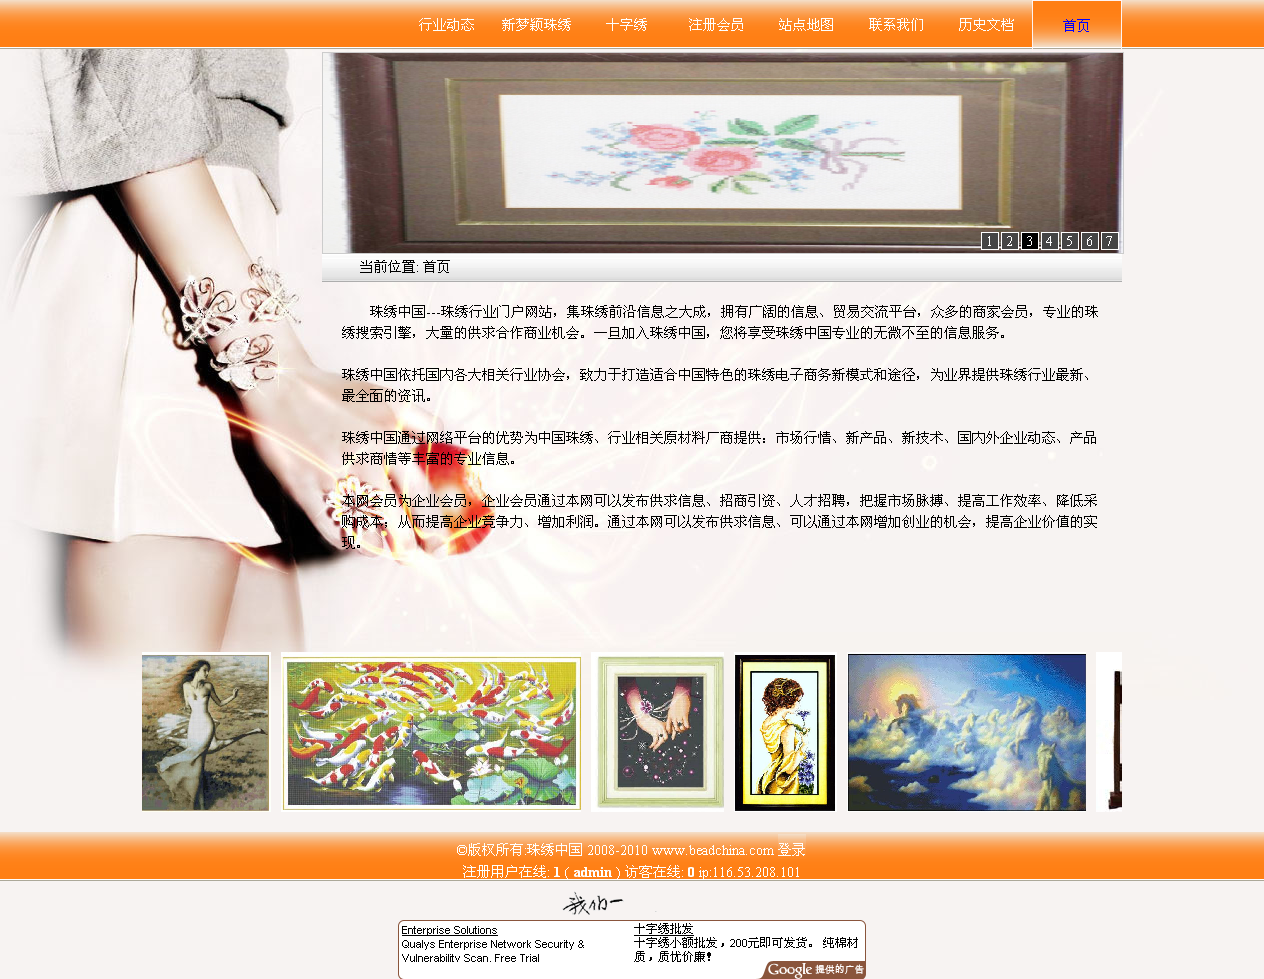 行业动态 新梦颖珠绣 十字绣 注册会员 站点地图 联系我们 历史文档 首页
1 2 3 4 5 6 7
当前位置: 首页
珠绣中国---珠绣行业门户网站，集珠绣前沿信息之大成，拥有广阔的信息、贸易交流平台，众多的商家会员，专业的珠
绣搜索引擎，大量的供求合作商业机会。一旦加入珠绣中国，您将享受珠绣中国专业的无微不至的信息服务。
珠绣中国依托国内各大相关行业协会，致力于打造适合中国特色的珠绣电子商务新模式和途径，为业界提供珠绣行业最新、
最全面的资讯。
珠绣中国通过网络平台的优势为中国珠绣、行业相关原材料厂商提供：市场行情、新产品、新技术、国内外企业动态、产品
供求商情等丰富的专业信息。
本网会员为企业会员，企业会员通过本网可以发布供求信息、招商引资、人才招聘，把握市场脉搏、提高工作效率、降低采
购成本；从而提高企业竞争力、增加利润。通过本网可以发布供求信息、可以通过本网增加创业的机会，提高企业价值的实
现。
©版权所有:珠绣中国 2008-2010 www.beadchina.com 登录
注册用户在线: 1 ( admin ) 访客在线: 0 ip:116.53.208.101
我们一
Enterprise Solutions
Qualys Enterprise Network Security &
Vulnerability Scan. Free Trial
十字绣批发
十字绣小额批发，200元即可发货。 纯棉材
质，质优价廉！
Google 提供的广告